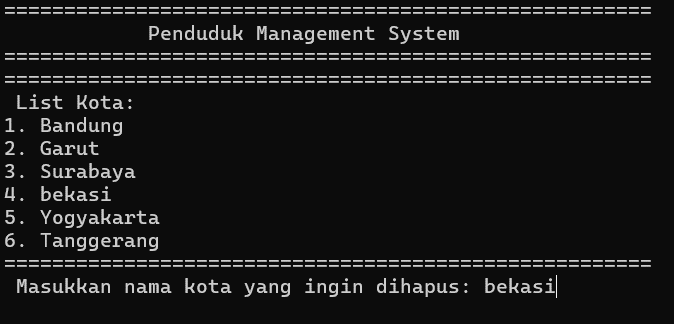 ======================================================
Penduduk Management System
======================================================
======================================================
List Kota:
1. Bandung
2. Garut
3. Surabaya
4. bekasi
5. Yogyakarta
6. Tanggerang
======================================================
Masukkan nama kota yang ingin dihapus: bekasi